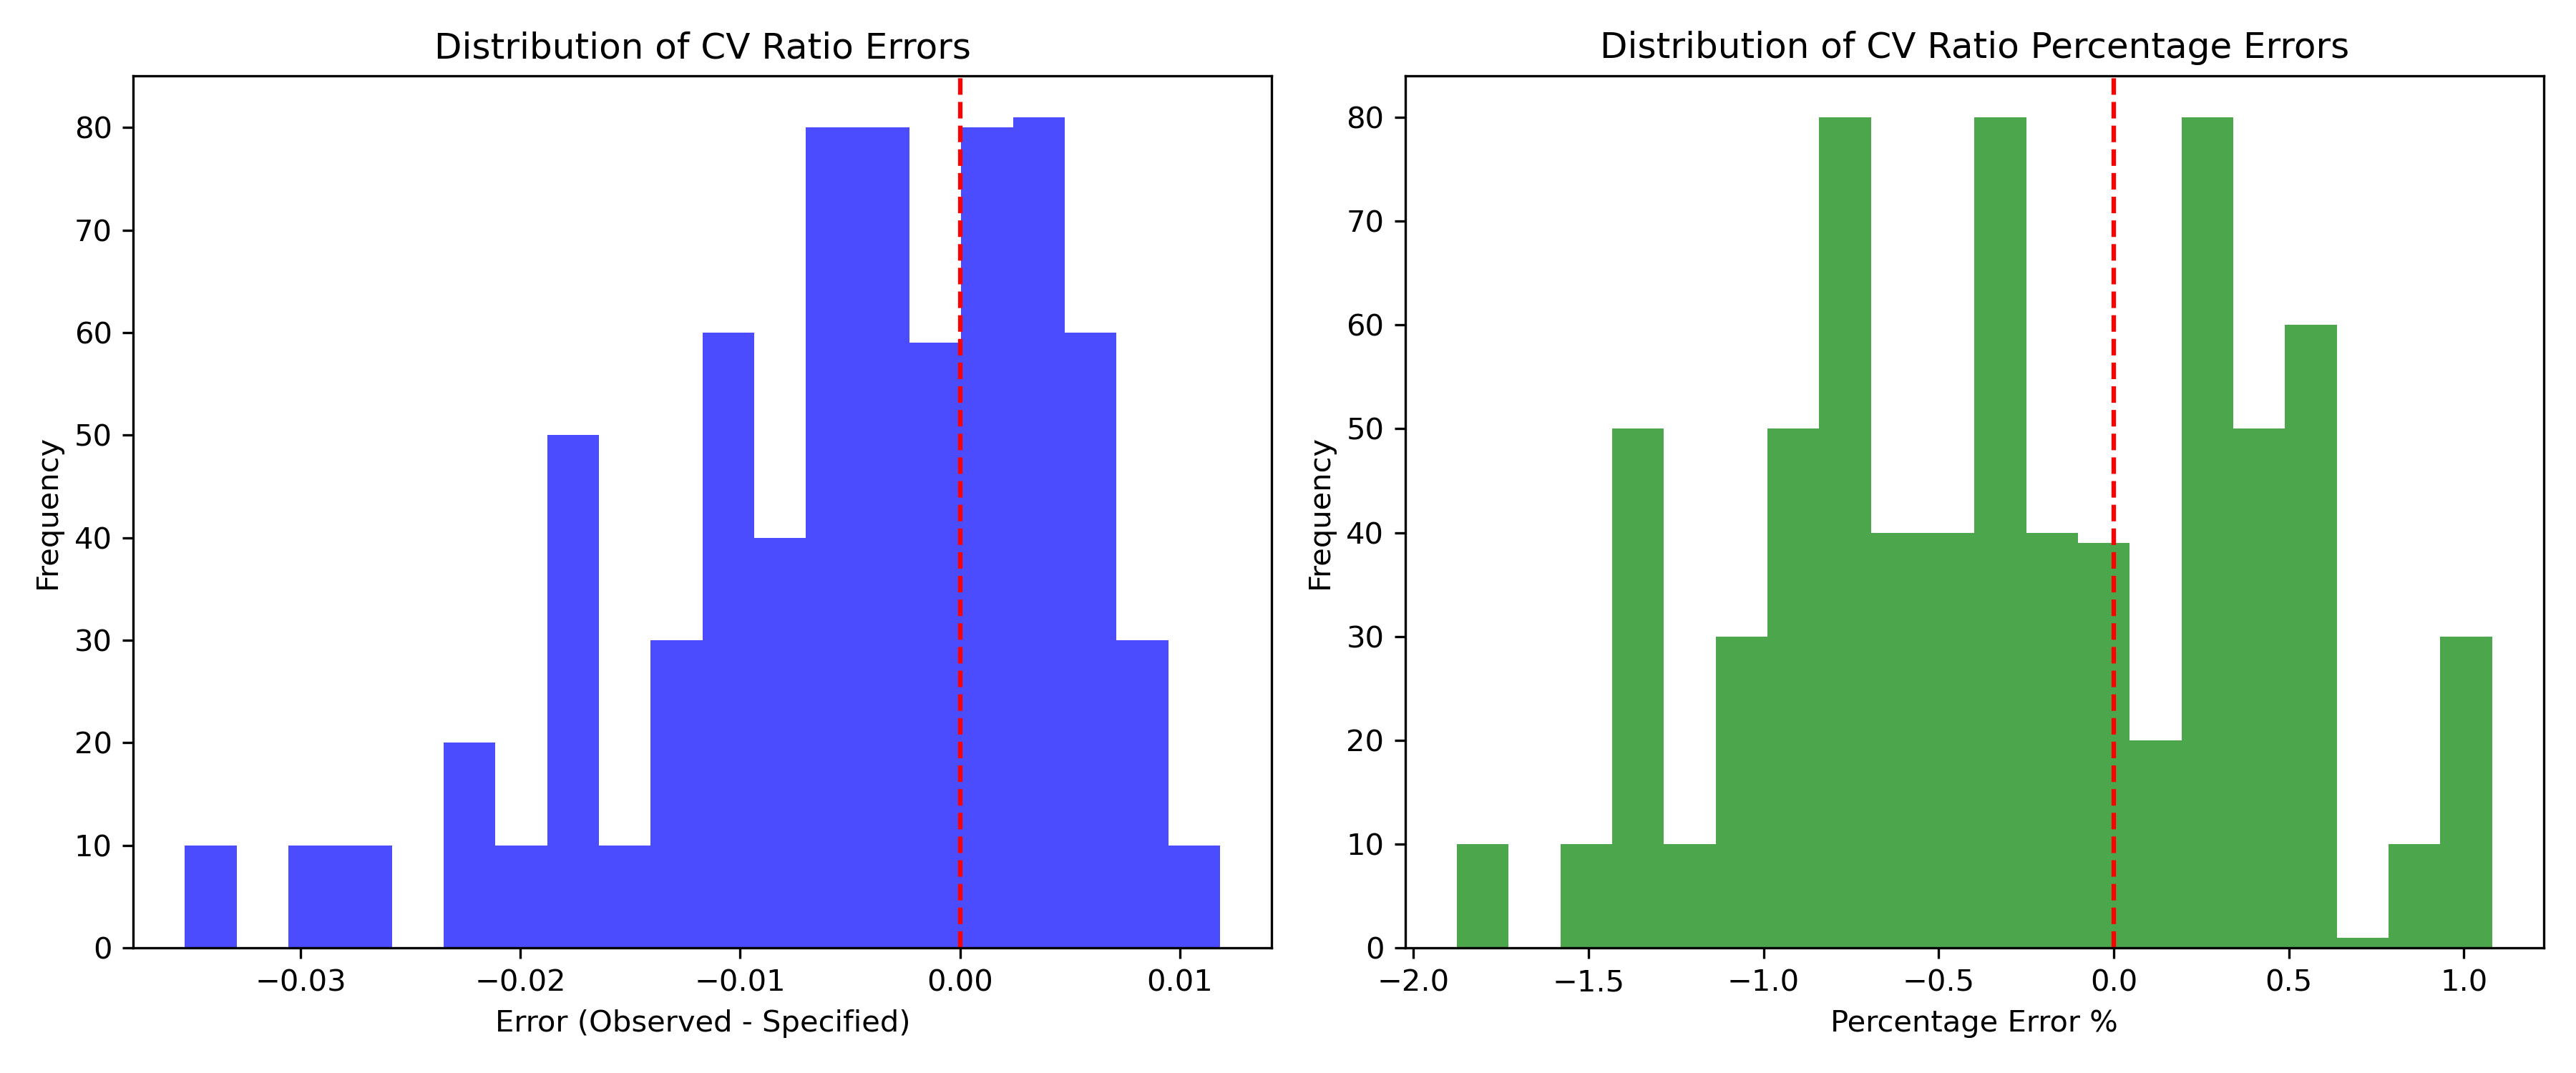 Distribution of CV Ratio Errors
Frequency
80
70
60
50
40
30
20
10
0
−0.03 −0.02 −0.01 0.00 0.01
Error (Observed - Specified)
Distribution of CV Ratio Percentage Errors
Frequency
80
70
60
50
40
30
20
10
0
−2.0 −1.5 −1.0 −0.5 0.0 0.5 1.0
Percentage Error %